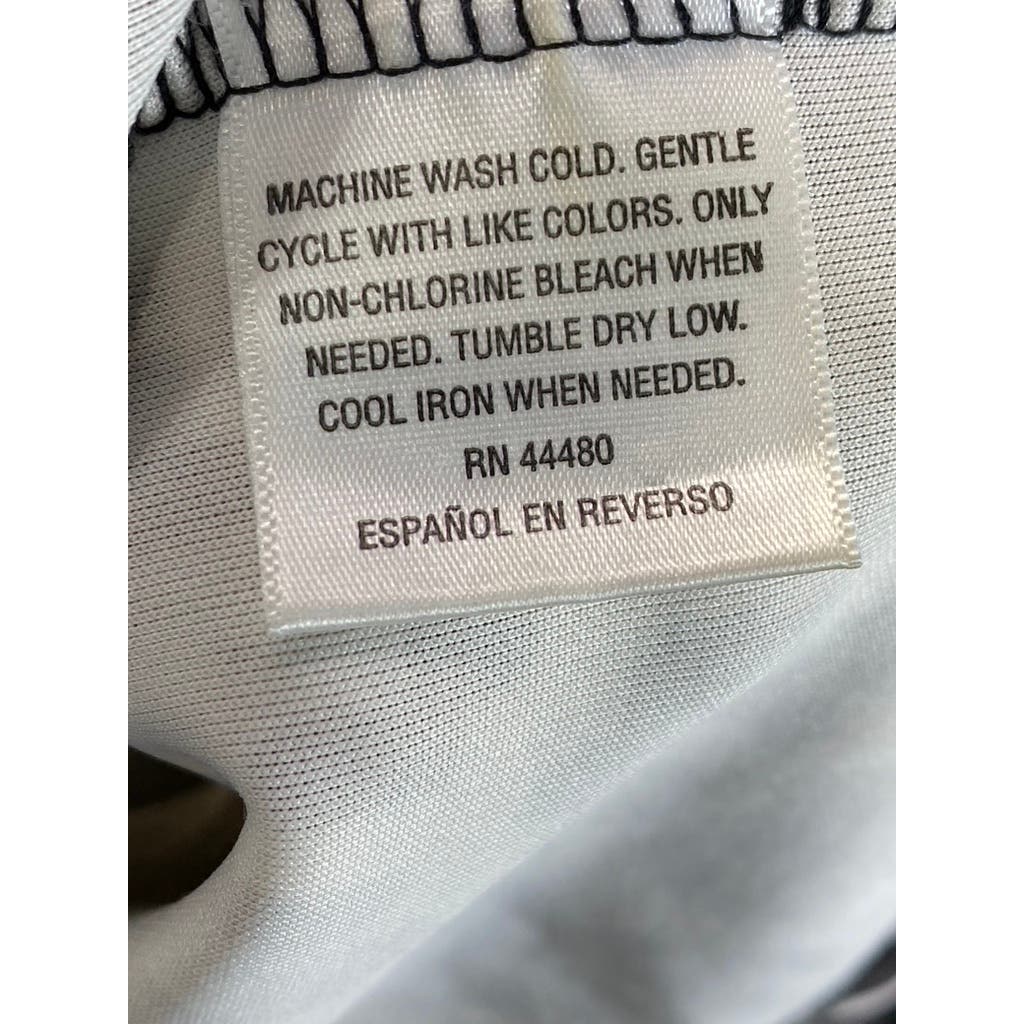 MACHINE WASH COLD. GENTLE
CYCLE WITH LIKE COLORS. ONLY
NON-CHLORINE BLEACH WHEN
NEEDED. TUMBLE DRY LOW.
COOL IRON WHEN NEEDED.
RN 44480
ESPAÑOL EN REVERSO